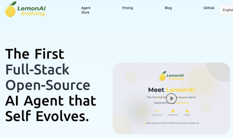 LemonAI
Evolving
Agent Store
Pricing
Blog
GitHub
English
The First
Full-Stack
Open-Source
AI Agent that
Self Evolves.
LemonAI
Meet LemonAI